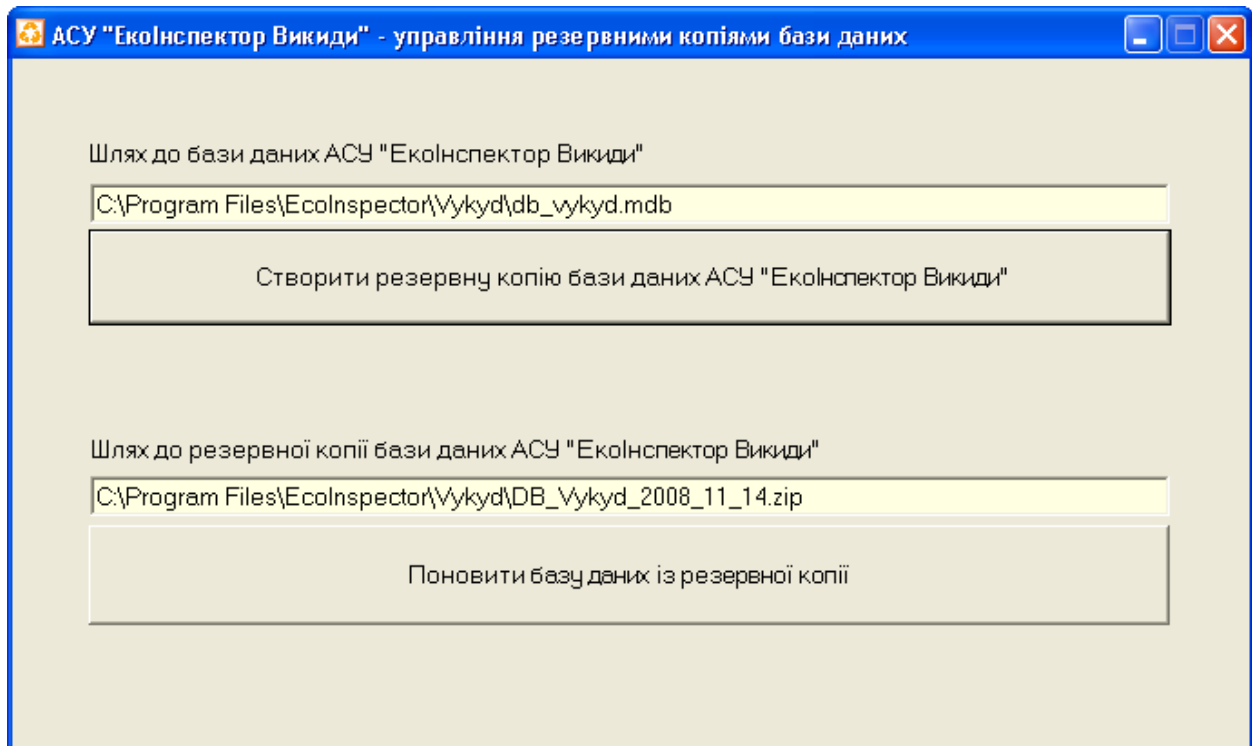 АСУ "ЕкоІнспектор Викиди" - управління резервними копіями бази даних
Шлях до бази даних АСУ "ЕкоІнспектор Викиди"
C:\Program Files\EcoInspector\Vykyd\db_vykyd.mdb
Створити резервну копію бази даних АСУ "ЕкоІнспектор Викиди"
Шлях до резервної копії бази даних АСУ "ЕкоІнспектор Викиди"
C:\Program Files\EcoInspector\Vykyd\DB_Vykyd_2008_11_14.zip
Поновити базу даних із резервної копії